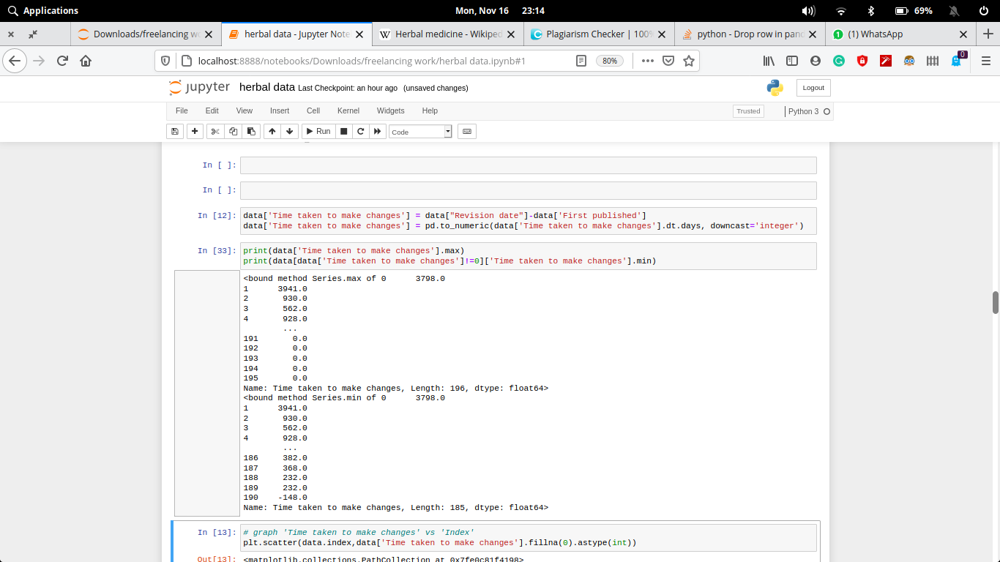 Applications
Mon, Nov 16 23:14
69%
Downloads/freelancing wo
herbal data - Jupyter Note
Herbal medicine - Wikiped
Plagiarism Checker | 100%
python - Drop row in pand
(1) WhatsApp
localhost:8888/notebooks/Downloads/freelancing work/herbal data.ipynb#1
80%
0
jupyter herbal data Last Checkpoint: an hour ago (unsaved changes)
Logout
File Edit View Insert Cell Kernel Widgets Help
Trusted
Python 3
Run
Code
In [ ]:
In [ ]:
In [12]: data['Time taken to make changes'] = data["Revision date"]-data['First published']
data['Time taken to make changes'] = pd.to_numeric(data['Time taken to make changes'].dt.days, downcast='integer')
In [33]: print(data['Time taken to make changes'].max)
print(data[data['Time taken to make changes']!=0]['Time taken to make changes'].min)
<bound method Series.max of 0 3798.0
1 3941.0
2 930.0
3 562.0
4 928.0
...
191 0.0
192 0.0
193 0.0
194 0.0
195 0.0
Name: Time taken to make changes, Length: 196, dtype: float64>
<bound method Series.min of 0 3798.0
1 3941.0
2 930.0
3 562.0
4 928.0
...
186 382.0
187 368.0
188 232.0
189 232.0
190 -148.0
Name: Time taken to make changes, Length: 185, dtype: float64>
In [13]: # graph 'Time taken to make changes' vs 'Index'
plt.scatter(data.index,data['Time taken to make changes'].fillna(0).astype(int))
Out[13]: <matplotlib.collections.PathCollection at 0x7fe0c81f4198>